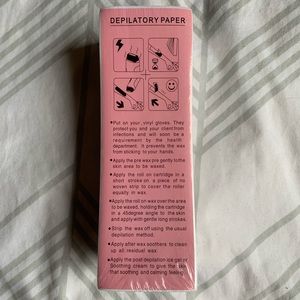 DEPILATORY PAPER
•Put on your ,vinyl gloves. They
protect you and your client from
infections and will soon be a
requirement by the health
department. It prevents the wax
from sticking to your hands.
•Apply the pre wax pre gently to the
skin area to be waxed.
•Apply the roll on cartridge in a
short stroke on a piece of no
woven strip to cover the roller
equally in wax.
•Apply the roll on wax over the area
to be waxed, holding the cartridge
in a 45degree angle to the skin
and apply with gentle long strokes.
• Strip the wax off using the usual
depilation method.
•Apply after wax soothers to clean
up all residual wax.
•Apply the post depilation ice gel or
soothing cream to give the skin
that soothing and calming feeling.